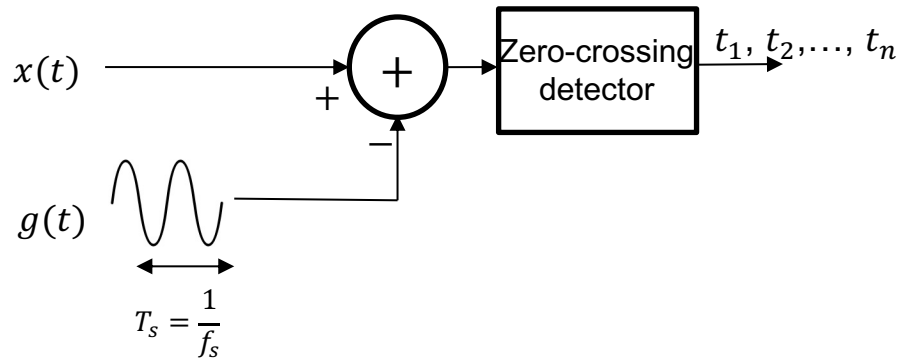 x(t)
+
+
−
Zero-crossing
detector
t₁, t₂,..., tₙ
g(t)
Tₛ = 1/fₛ